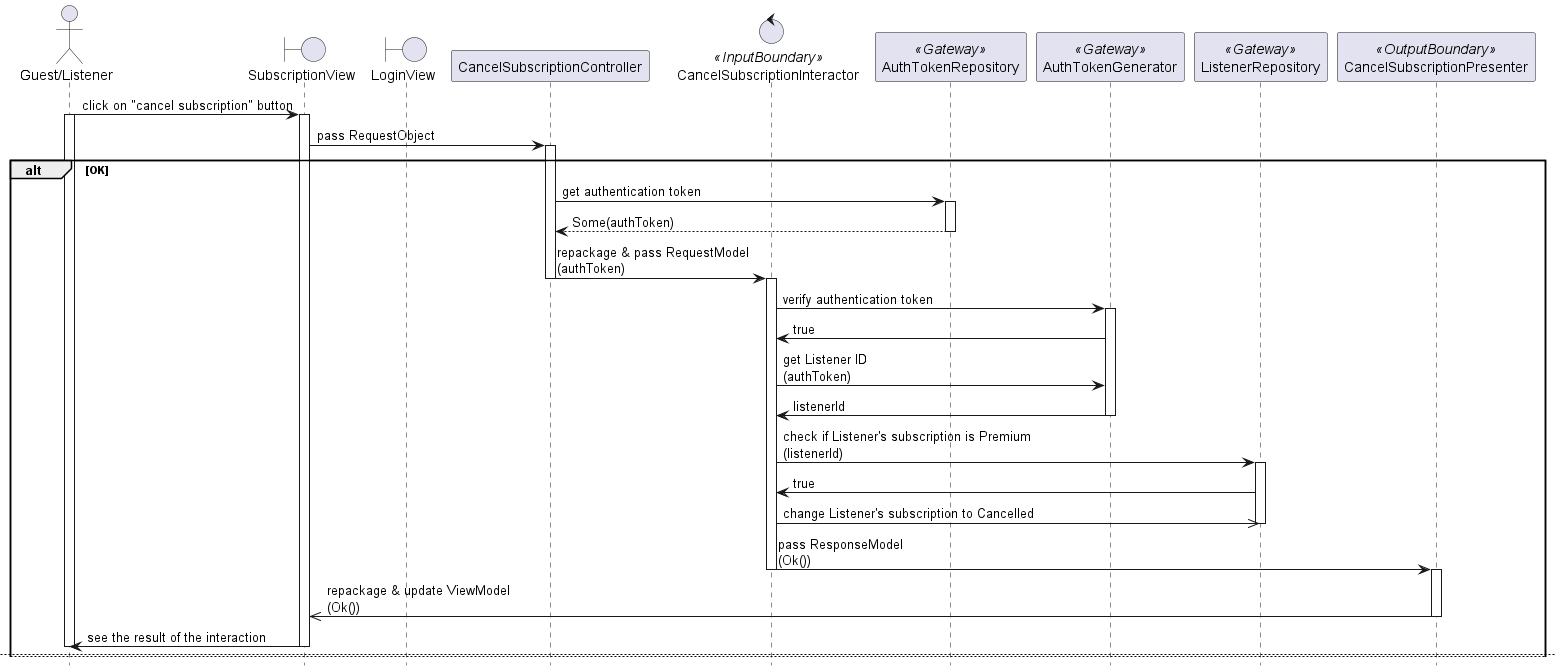 Guest/Listener
SubscriptionView
LoginView
CancelSubscriptionController
«InputBoundary»
CancelSubscriptionInteractor
«Gateway»
AuthTokenRepository
«Gateway»
AuthTokenGenerator
«Gateway»
ListenerRepository
«OutputBoundary»
CancelSubscriptionPresenter
click on "cancel subscription" button
pass RequestObject
alt
[OK]
get authentication token
Some(authToken)
repackage & pass RequestModel
(authToken)
verify authentication token
true
get Listener ID
(authToken)
listenerId
check if Listener's subscription is Premium
(listenerId)
true
change Listener's subscription to Cancelled
pass ResponseModel
(Ok())
repackage & update ViewModel
(Ok())
see the result of the interaction